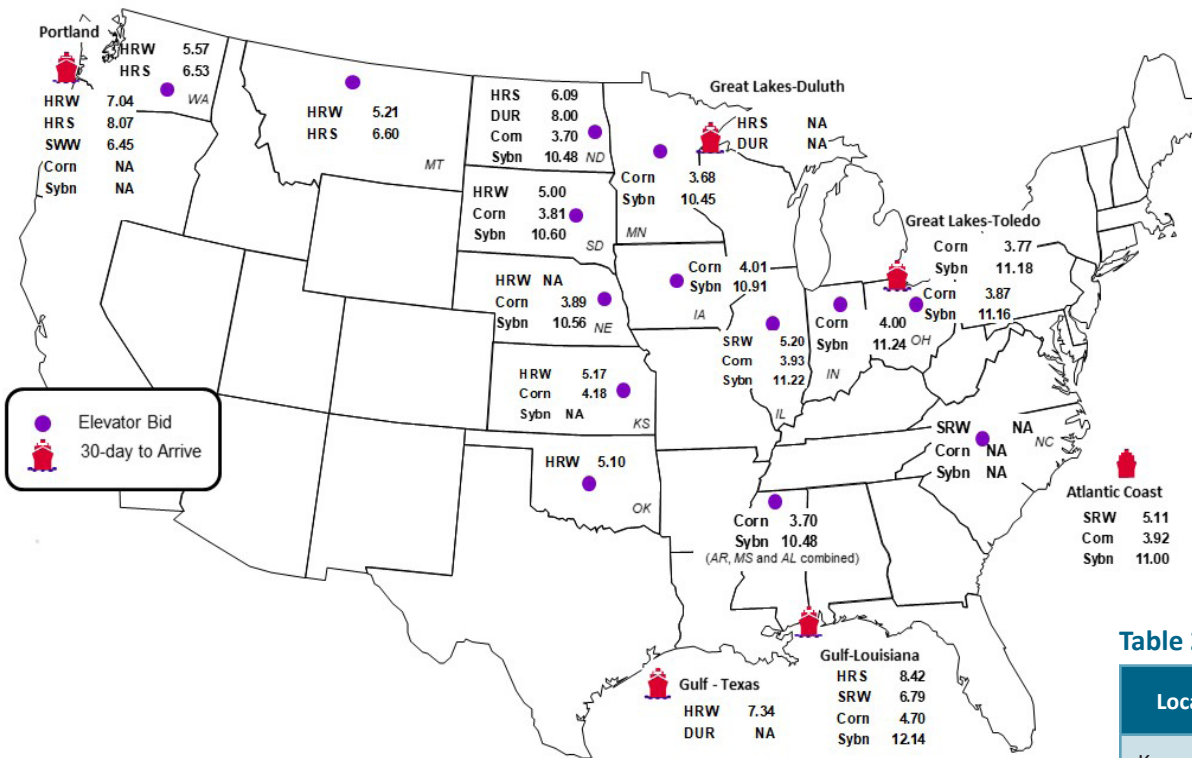 Portland
HRW 5.57
HRS 6.53
WA
HRW 7.04
HRS 8.07
SWW 6.45
Corn NA
Sybn NA
HRW 5.21
HRS 6.60
MT
HRS 6.09
DUR 8.00
Corn 3.70
Sybn 10.48
ND
Great Lakes-Duluth
HRS NA
DUR NA
Corn 3.68
Sybn 10.45
MN
HRW 5.00
Corn 3.81
Sybn 10.60
SD
Great Lakes-Toledo
Corn 3.77
Sybn 11.18
Corn 3.87
Sybn 11.16
OH
HRW NA
Corn 3.89
Sybn 10.56
NE
Corn 4.01
Sybn 10.91
IA
SRW 5.20
Corn 3.93
Sybn 11.22
IL
Corn 4.00
Sybn 11.24
IN
HRW 5.17
Corn 4.18
Sybn NA
KS
Elevator Bid
30-day to Arrive
HRW 5.10
OK
SRW NA
Corn NA
Sybn NA
NC
Corn 3.70
Sybn 10.48
(AR, MS and AL combined)
Atlantic Coast
SRW 5.11
Corn 3.92
Sybn 11.00
Gulf - Texas
HRW 7.34
DUR NA
Gulf-Louisiana
HRS 8.42
SRW 6.79
Corn 4.70
Sybn 12.14
Table